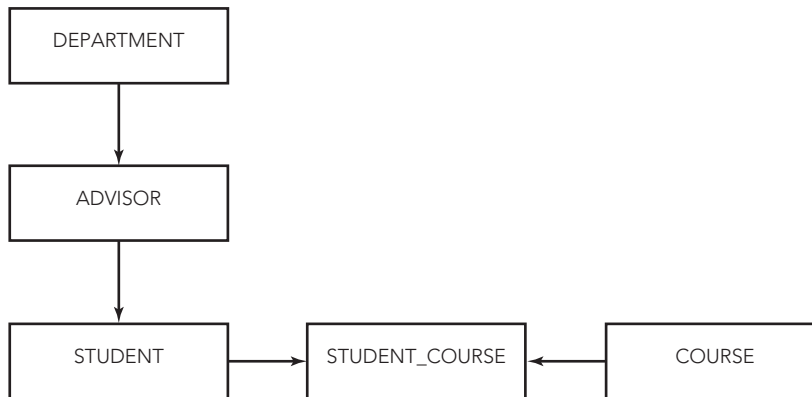 DEPARTMENT
ADVISOR
STUDENT
STUDENT_COURSE
COURSE